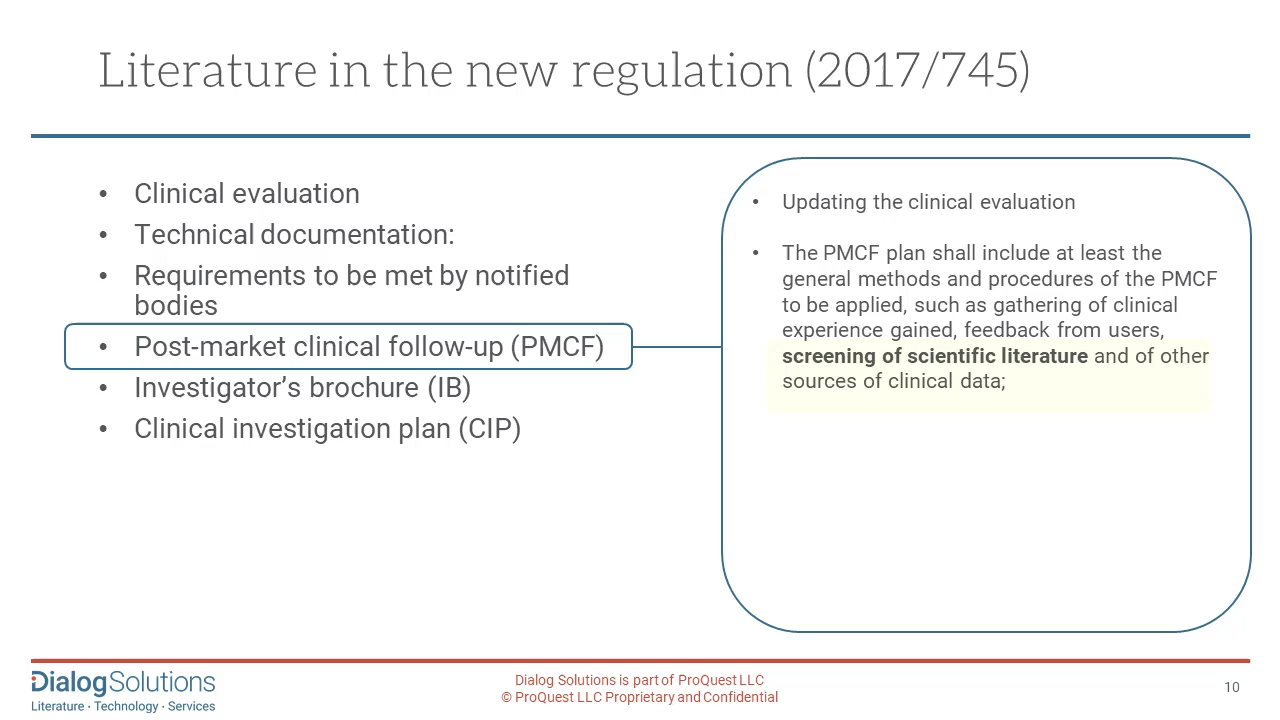 Literature in the new regulation (2017/745)
• Clinical evaluation
• Technical documentation:
• Requirements to be met by notified
bodies
• Post-market clinical follow-up (PMCF)
• Investigator’s brochure (IB)
• Clinical investigation plan (CIP)
• Updating the clinical evaluation
• The PMCF plan shall include at least the
general methods and procedures of the PMCF
to be applied, such as gathering of clinical
experience gained, feedback from users,
screening of scientific literature and of other
sources of clinical data;
DialogSolutions
Literature · Technology · Services
Dialog Solutions is part of ProQuest LLC
© ProQuest LLC Proprietary and Confidential
10